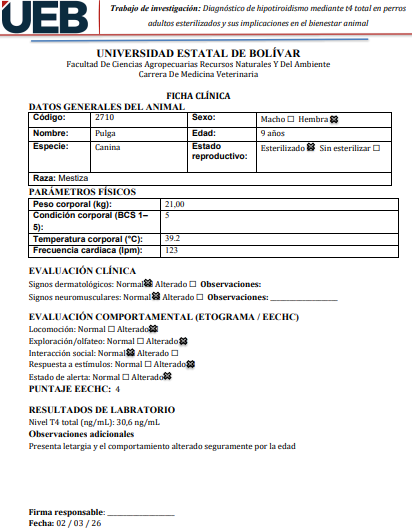 UEB
Trabajo de investigación: Diagnóstico de hipotiroidismo mediante t4 total en perros
adultos esterilizados y sus implicaciones en el bienestar animal
UNIVERSIDAD ESTATAL DE BOLÍVAR
Facultad De Ciencias Agropecuarias Recursos Naturales Y Del Ambiente
Carrera De Medicina Veterinaria
FICHA CLÍNICA
DATOS GENERALES DEL ANIMAL
Código: 2710 Sexo: Macho ☐ Hembra ☒
Nombre: Pulga Edad: 9 años
Especie: Canina Estado reproductivo: Esterilizado ☒ Sin esterilizar ☐
Raza: Mestiza
PARÁMETROS FÍSICOS
Peso corporal (kg): 21,00
Condición corporal (BCS 1–5): 5
Temperatura corporal (°C): 39.2
Frecuencia cardiaca (lpm): 123
EVALUACIÓN CLÍNICA
Signos dermatológicos: Normal☒ Alterado ☐ Observaciones:
Signos neuromusculares: Normal☒ Alterado ☐ Observaciones: ____________________
EVALUACIÓN COMPORTAMENTAL (ETOGRAMA / EECHC)
Locomoción: Normal ☐ Alterado☒
Exploración/olfateo: Normal ☐ Alterado☒
Interacción social: Normal☒ Alterado ☐
Respuesta a estímulos: Normal ☐ Alterado☒
Estado de alerta: Normal ☐ Alterado☒
PUNTAJE EECHC: 4
RESULTADOS DE LABRATORIO
Nivel T4 total (ng/mL): 30,6 ng/mL
Observaciones adicionales
Presenta letargia y el comportamiento alterado seguramente por la edad
Firma responsable: ____________________
Fecha: 02 / 03 / 26